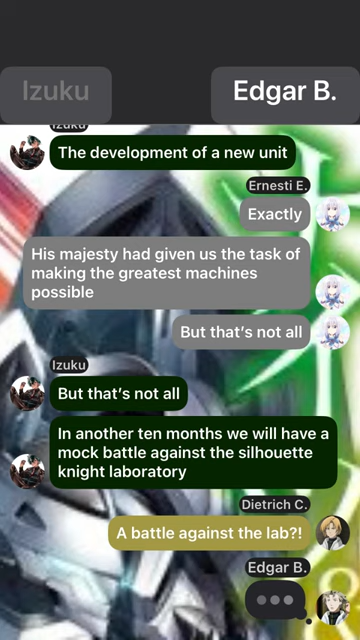 Izuku
Edgar B.
Izuku
The development of a new unit
Ernesti E.
Exactly
His majesty had given us the task of
making the greatest machines
possible
But that's not all
Izuku
But that's not all
In another ten months we will have a
mock battle against the silhouette
knight laboratory
Dietrich C.
A battle against the lab?!
Edgar B.